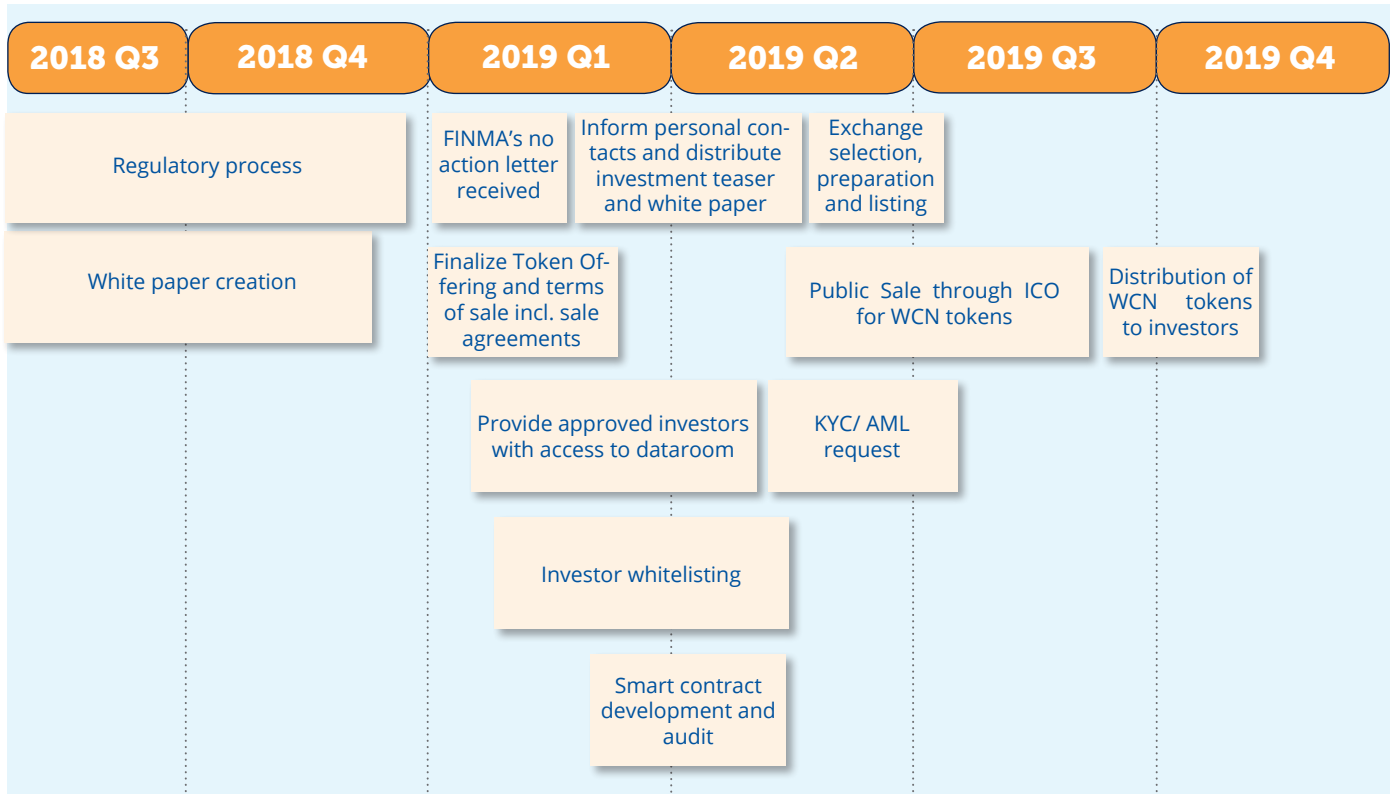 2018 Q3
2018 Q4
2019 Q1
2019 Q2
2019 Q3
2019 Q4
Regulatory process
FINMA's no
action letter
received
Inform personal con-
tacts and distribute
investment teaser
and white paper
Exchange
selection,
preparation
and listing
White paper creation
Finalize Token Of-
fering and terms
of sale incl. sale
agreements
Public Sale through ICO
for WCN tokens
Distribution of
WCN tokens
to investors
Provide approved investors
with access to dataroom
KYC/ AML
request
Investor whitelisting
Smart contract
development and
audit